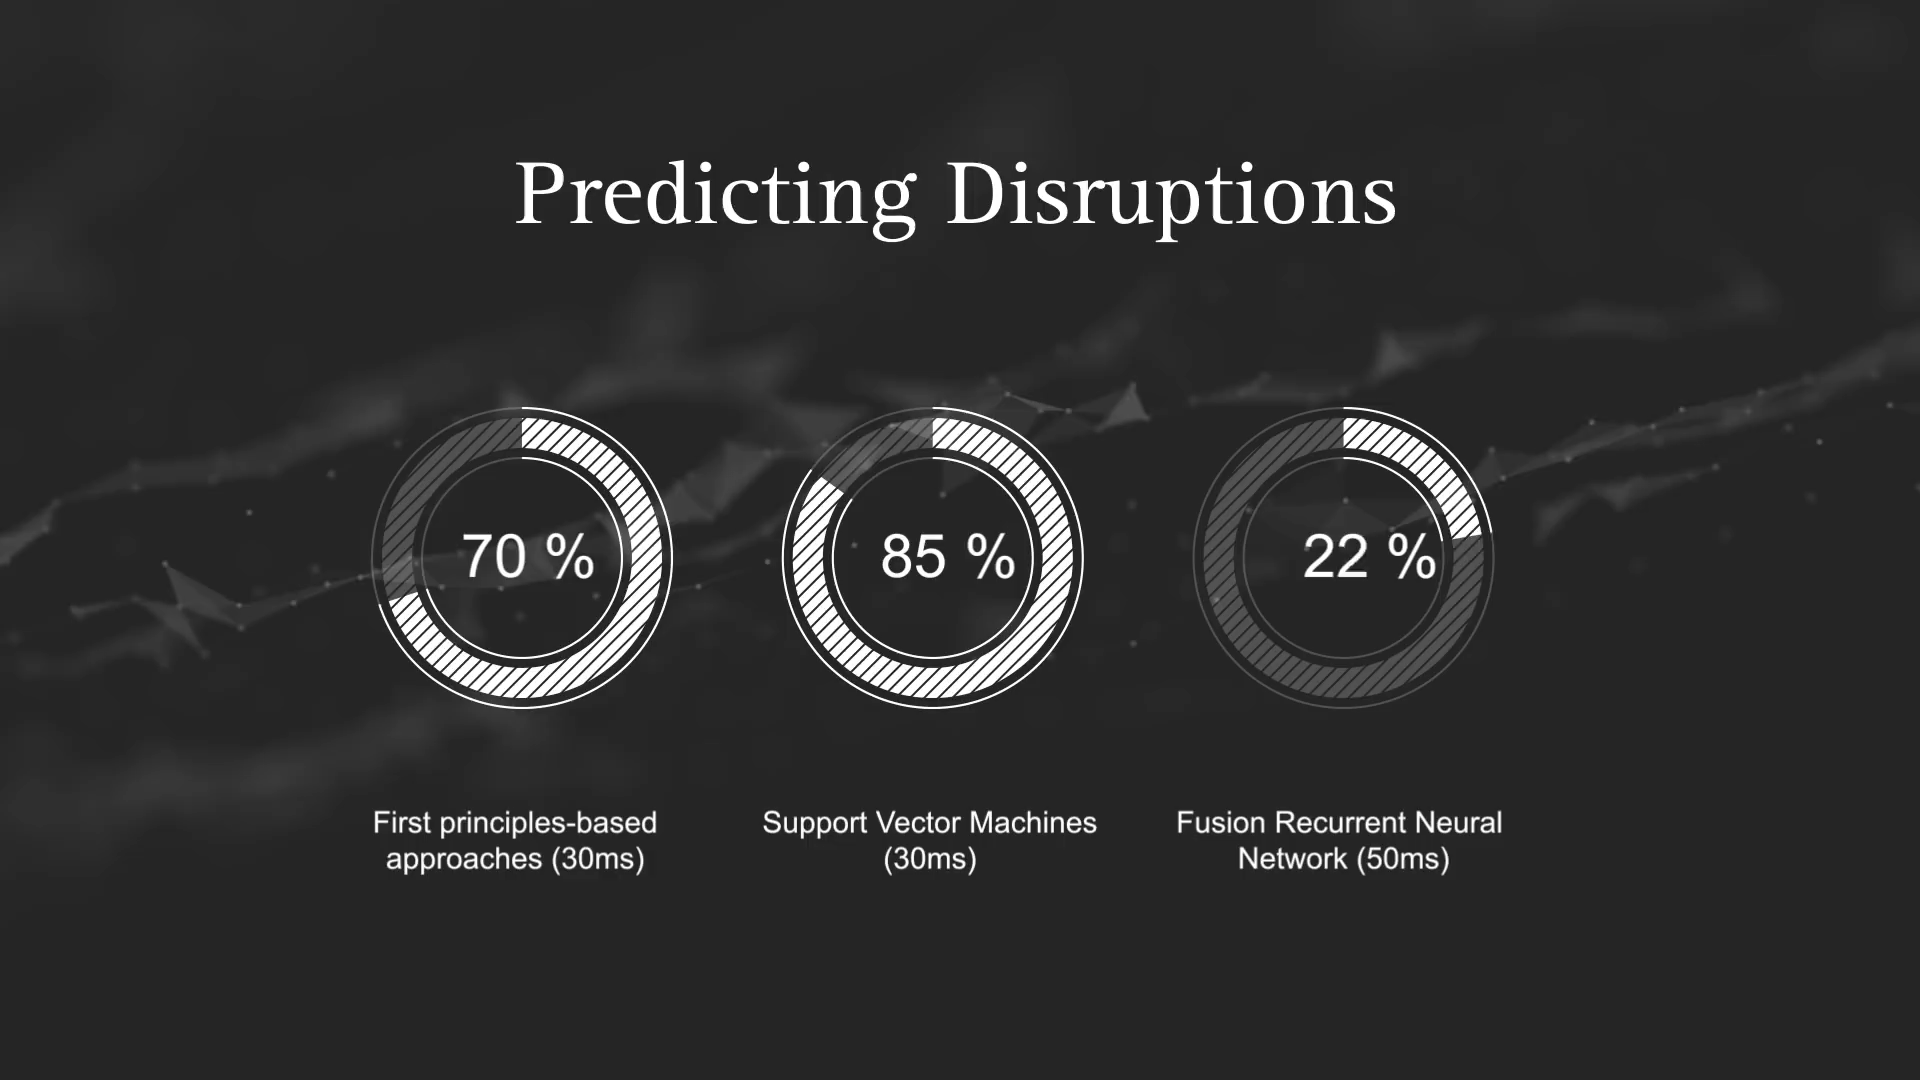 Predicting Disruptions
70 %
85 %
22 %
First principles-based
approaches (30ms)
Support Vector Machines
(30ms)
Fusion Recurrent Neural
Network (50ms)